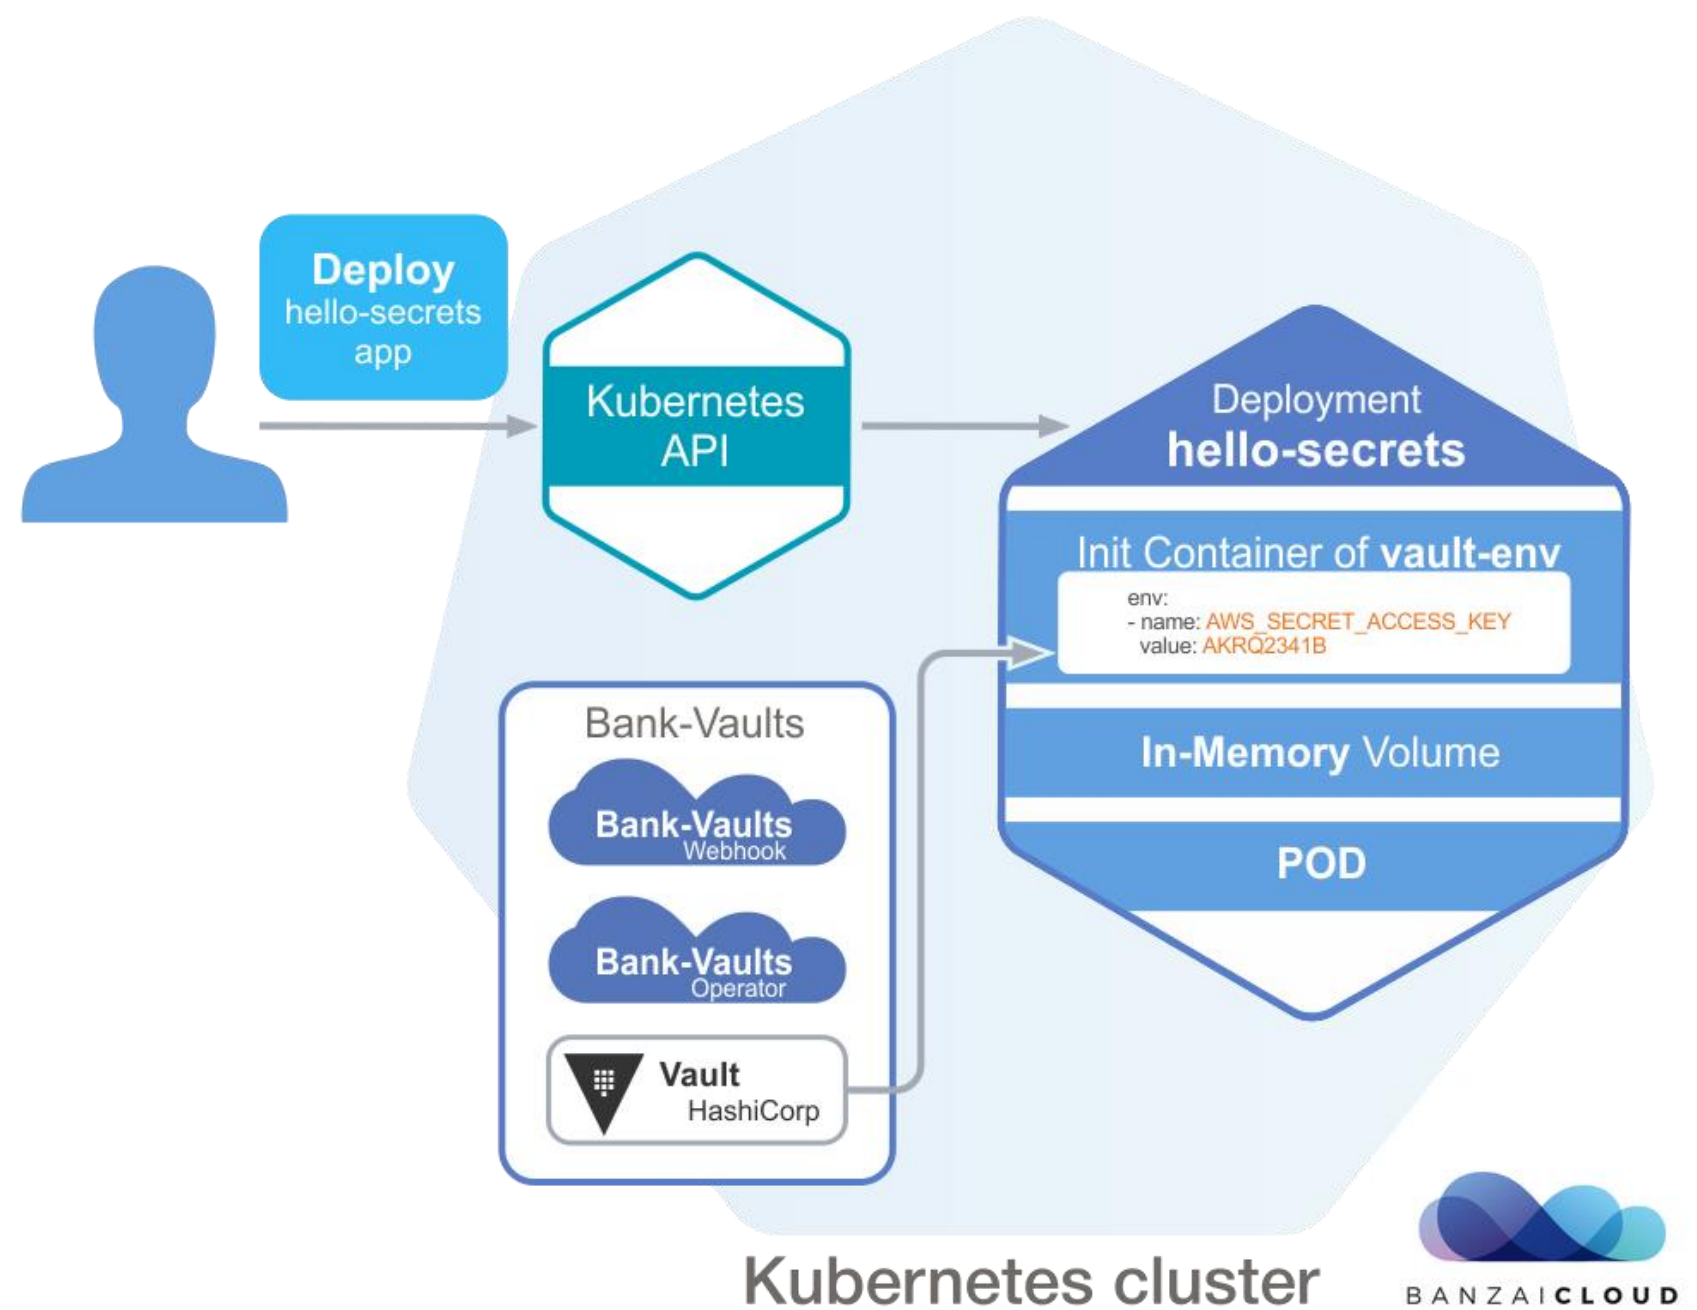 Deploy
hello-secrets
app
Kubernetes
API
Deployment
hello-secrets
Init Container of vault-env
env:
- name: AWS_SECRET_ACCESS_KEY
value: AKRQ2341B
In-Memory Volume
POD
Bank-Vaults
Bank-Vaults
Webhook
Bank-Vaults
Operator
Vault
HashiCorp
Kubernetes cluster
BANZAICLOUD